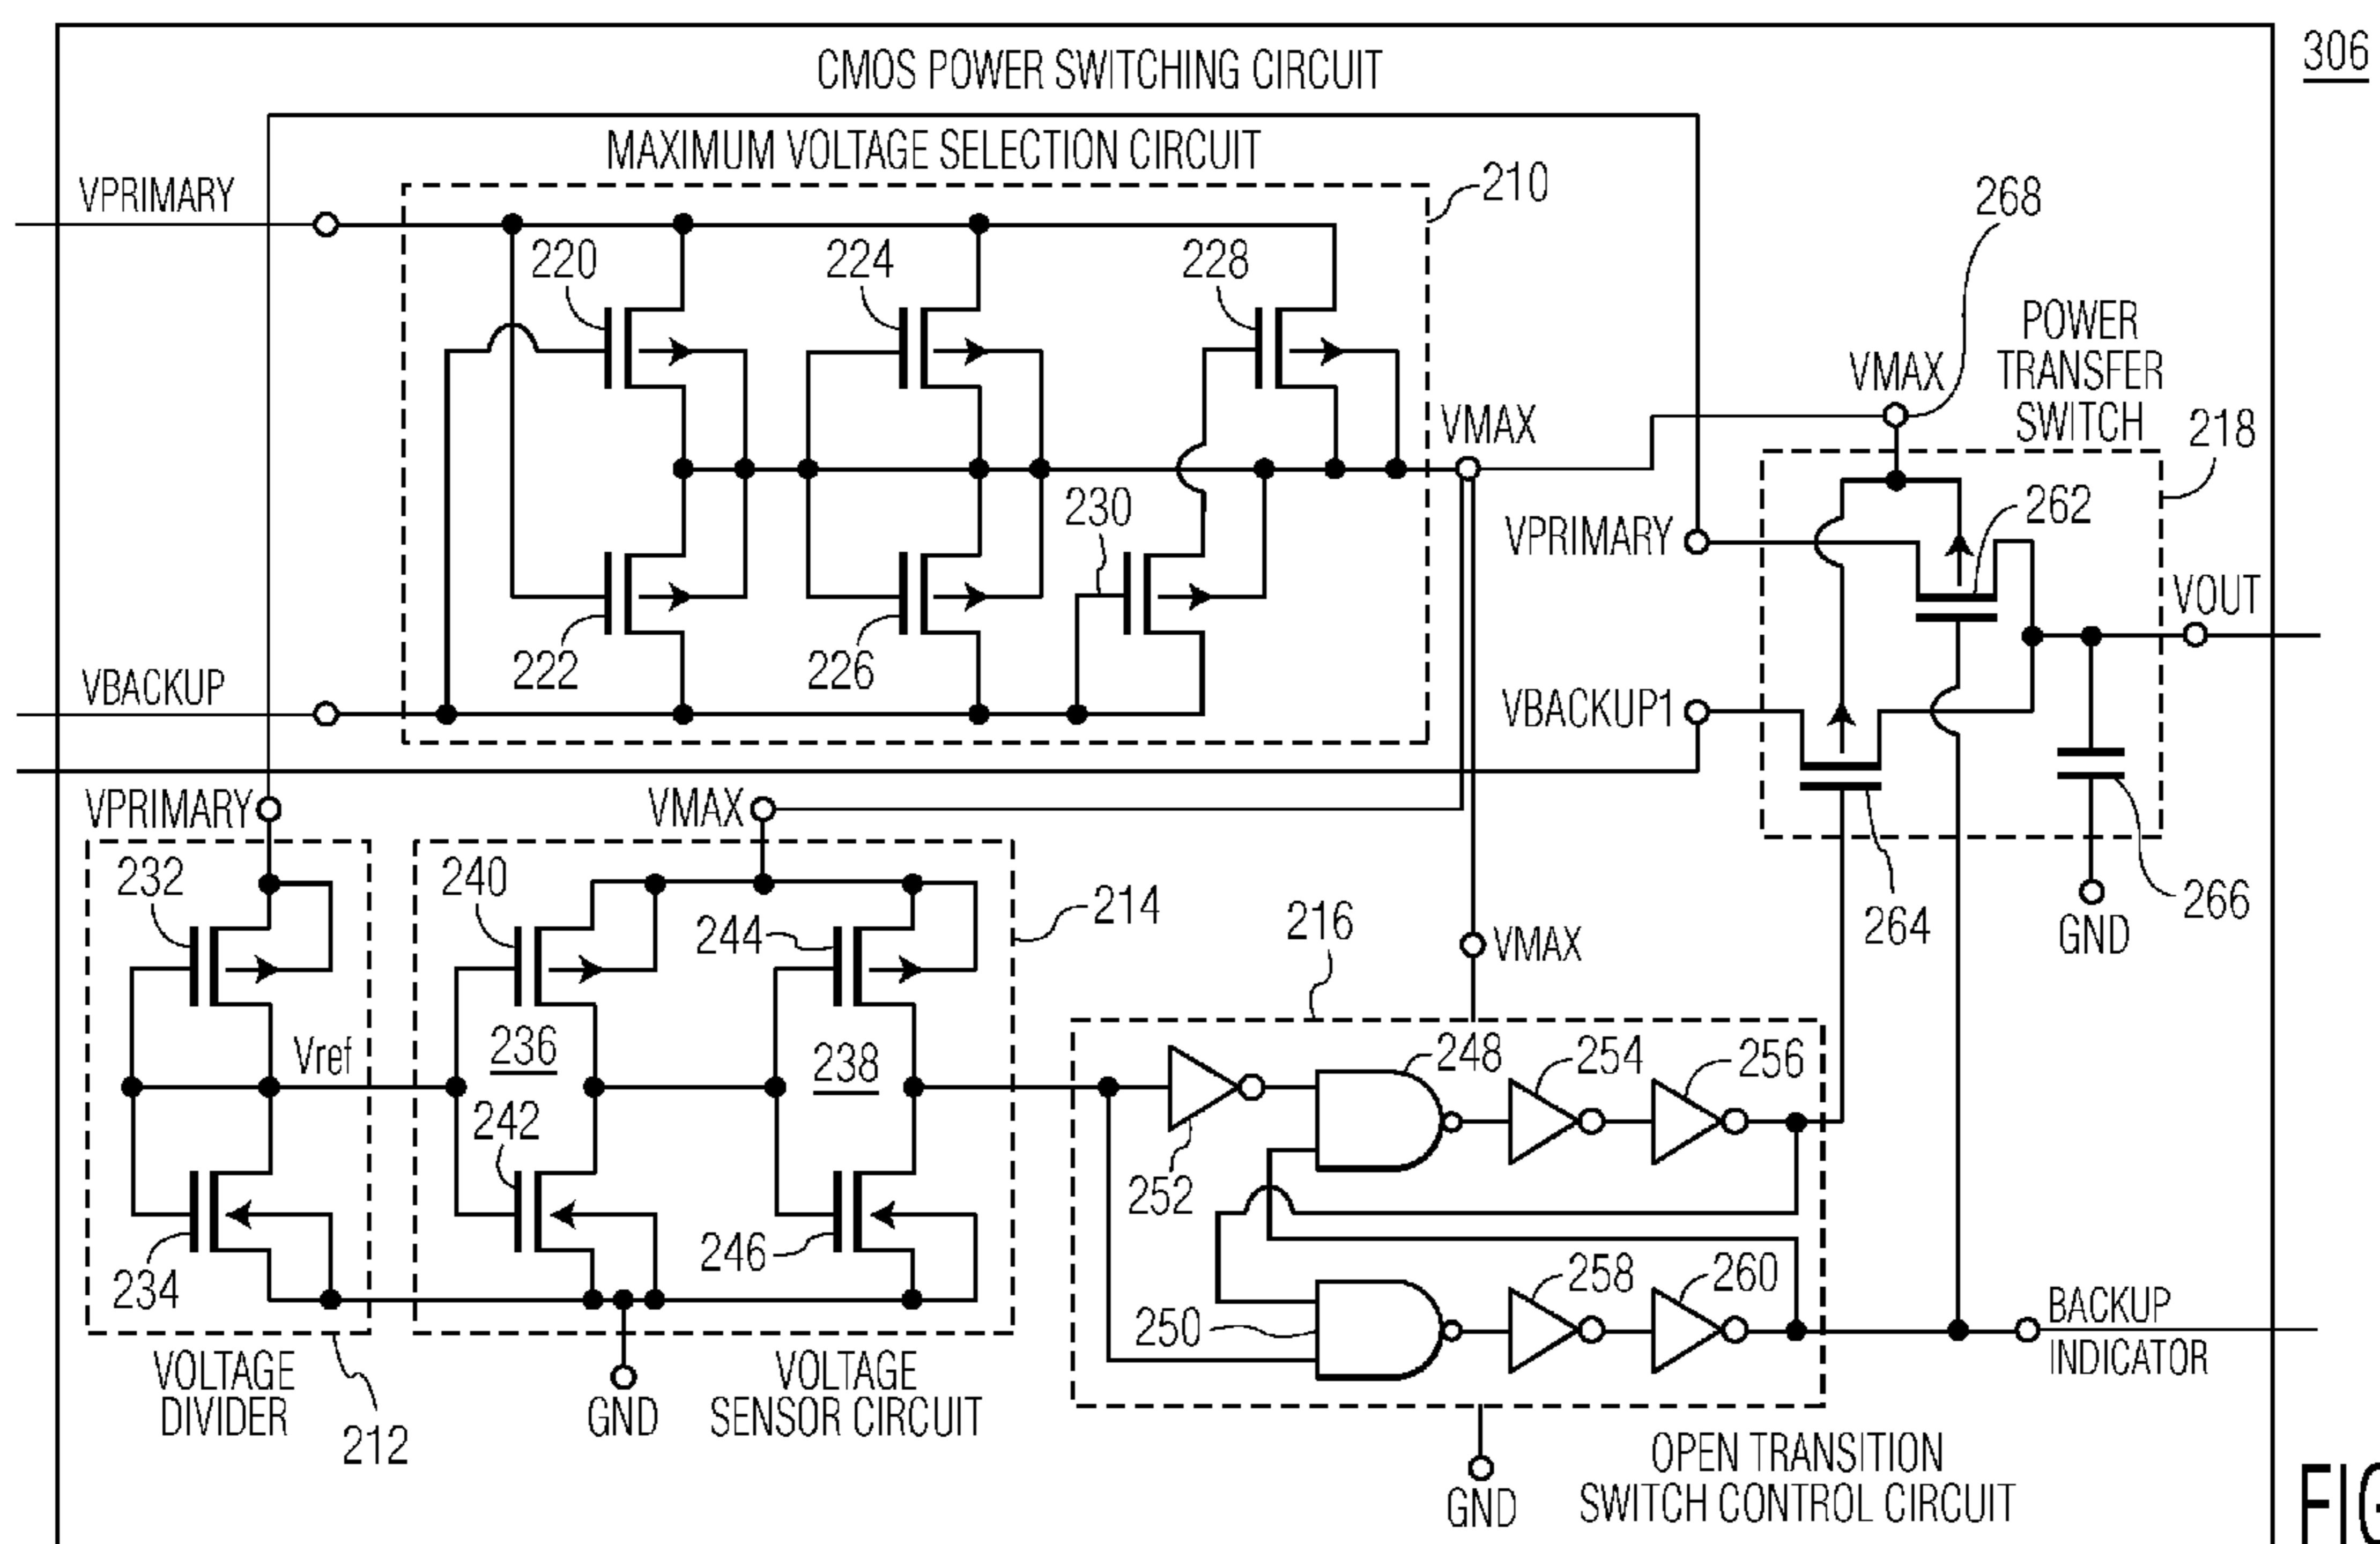 306
CMOS POWER SWITCHING CIRCUIT
MAXIMUM VOLTAGE SELECTION CIRCUIT
210
VPRIMARY
220
224
228
268
POWER
TRANSFER
SWITCH
VMAX
218
VMAX
230
262
VPRIMARY
VOUT
222
226
VBACKUP
VBACKUP1
VPRIMARY
VMAX
232
240
244
214
216
264
266
GND
VMAX
Vref
236
238
248
254
256
242
252
234
246
258
260
250
BACKUP
INDICATOR
VOLTAGE
DIVIDER
212
GND
VOLTAGE
SENSOR CIRCUIT
GND
OPEN TRANSITION
SWITCH CONTROL CIRCUIT